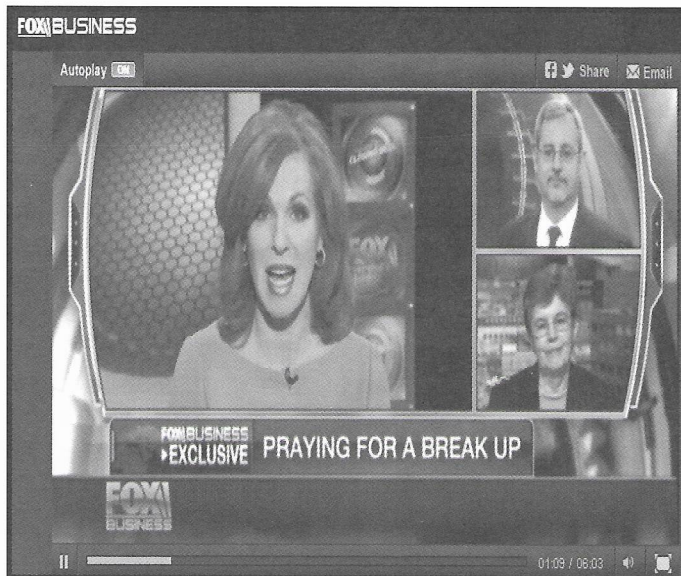 FOX BUSINESS
Autoplay ON
Share Email
FOX
FOX BUSINESS
EXCLUSIVE
PRAYING FOR A BREAK UP
FOX
BUSINESS
01:09 / 06:03